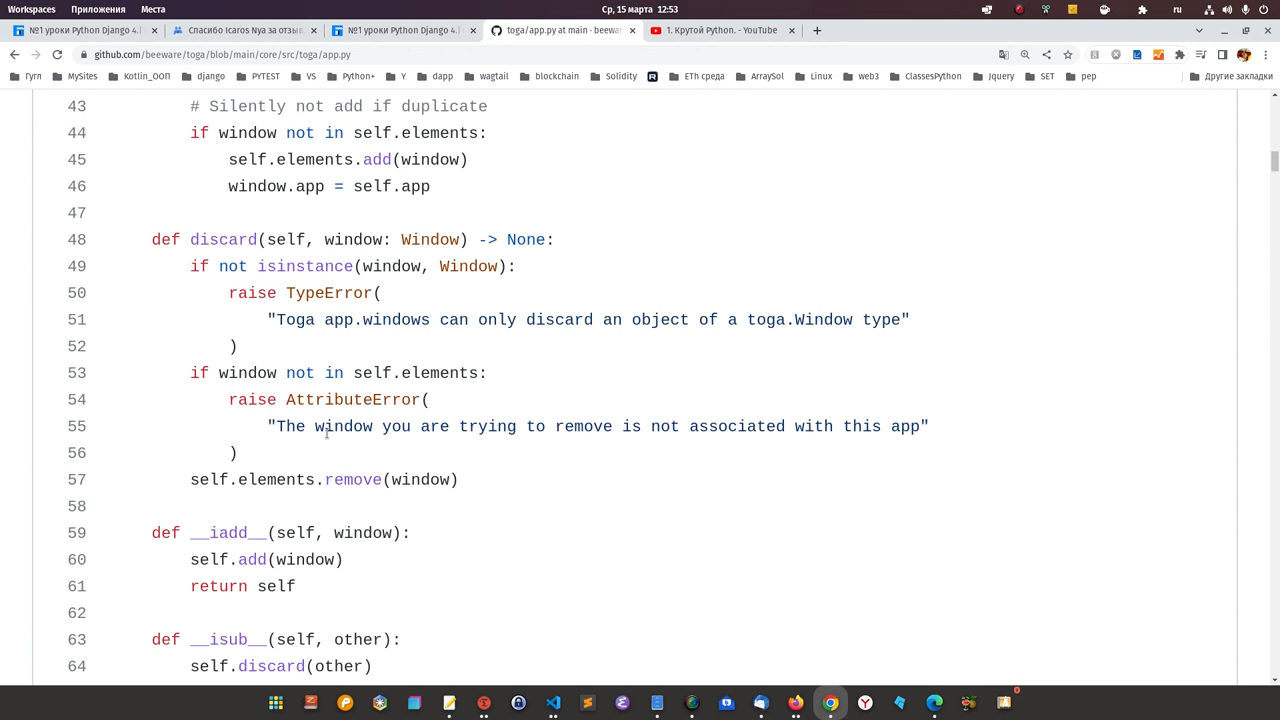 Workspaces Приложения Места Ср, 15 марта 12:53 ru
№1 уроки Python Django 4.| Спасибо Icaros Nya за отзыв, №1 уроки Python Django 4.| toga/app.py at main · beewar 1. Крутой Python. - YouTube
github.com/beeware/toga/blob/main/core/src/toga/app.py
Гугл MySites Kotlin_ООП django PYTEST VS Python+ Y dapp wagtail blockchain Solidity ETh среда ArraySol Linux web3 ClassesPython Jquery SET pep Другие закладки
43 # Silently not add if duplicate
44 if window not in self.elements:
45 self.elements.add(window)
46 window.app = self.app
47
48 def discard(self, window: Window) -> None:
49 if not isinstance(window, Window):
50 raise TypeError(
51 "Toga app.windows can only discard an object of a toga.Window type"
52 )
53 if window not in self.elements:
54 raise AttributeError(
55 "The window you are trying to remove is not associated with this app"
56 )
57 self.elements.remove(window)
58
59 def __iadd__(self, window):
60 self.add(window)
61 return self
62
63 def __isub__(self, other):
64 self.discard(other)